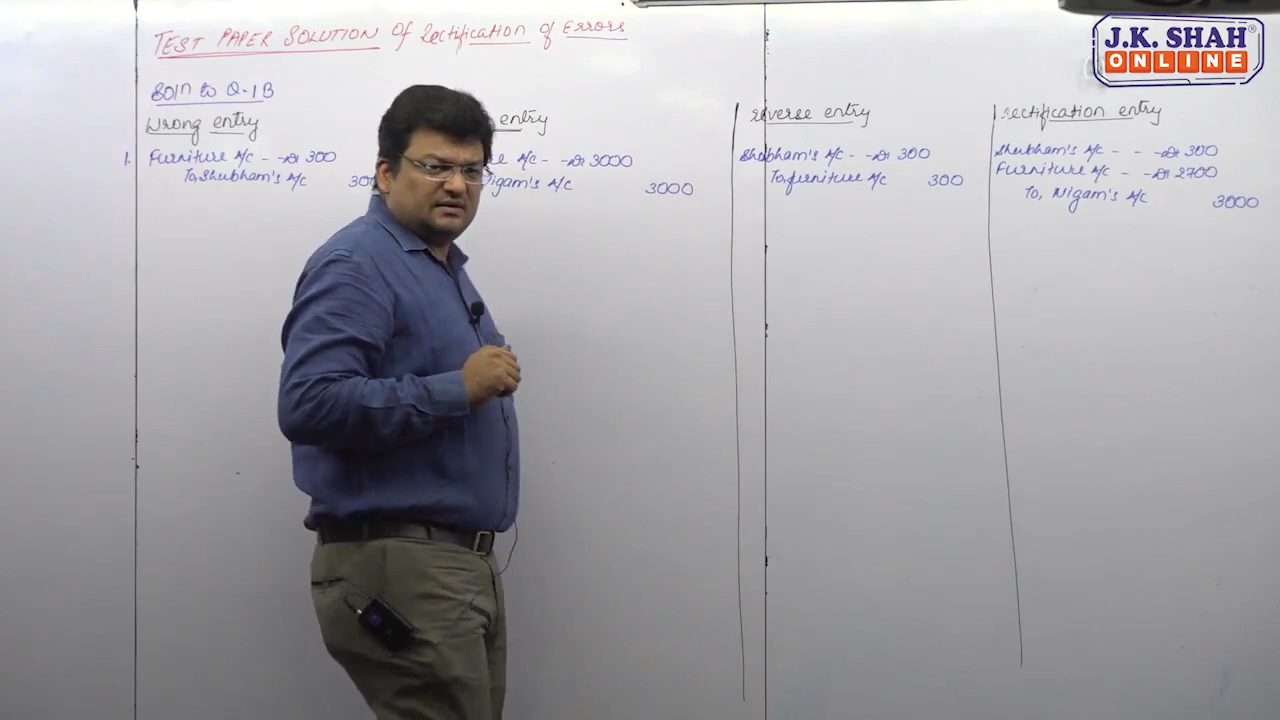 TEST PAPER SOLUTION of Rectification of Errors
J.K. SHAH®
ONLINE
Soln to Q-1B
Wrong entry
1. Furniture A/c - - Dr 300
To, Shubham's A/c 300
entry
A/c - - Dr 3000
Nigam's A/c 3000
reverse entry
Shubham's A/c - - Dr 300
To, furniture A/c 300
rectification entry
Shubham's A/c - - - Dr 300
Furniture A/c - - Dr 2700
To, Nigam's A/c 3000